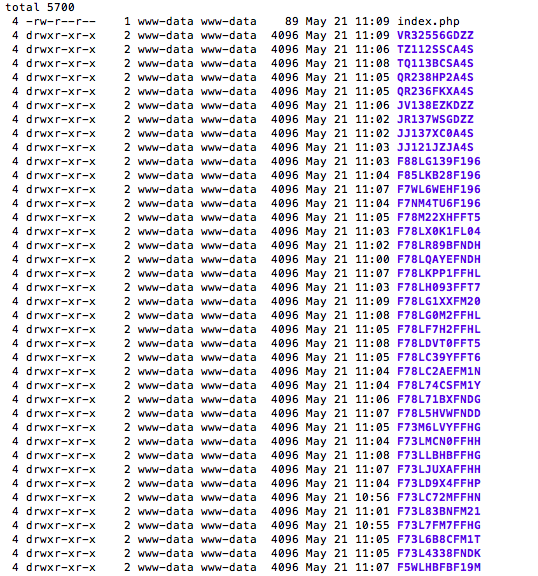 total 5700
4 -rw-r--r-- 1 www-data www-data 89 May 21 11:09 index.php
4 drwxr-xr-x 2 www-data www-data 4096 May 21 11:09 VR32556GDZZ
4 drwxr-xr-x 2 www-data www-data 4096 May 21 11:06 TZ112SSCA4S
4 drwxr-xr-x 2 www-data www-data 4096 May 21 11:08 TQ113BCSA4S
4 drwxr-xr-x 2 www-data www-data 4096 May 21 11:05 QR238HP2A4S
4 drwxr-xr-x 2 www-data www-data 4096 May 21 11:05 QR236FKXA4S
4 drwxr-xr-x 2 www-data www-data 4096 May 21 11:06 JV138EZKDZZ
4 drwxr-xr-x 2 www-data www-data 4096 May 21 11:02 JR137WSGDZZ
4 drwxr-xr-x 2 www-data www-data 4096 May 21 11:02 JJ137XC0A4S
4 drwxr-xr-x 2 www-data www-data 4096 May 21 11:03 JJ121JZJA4S
4 drwxr-xr-x 2 www-data www-data 4096 May 21 11:03 F88LG139F196
4 drwxr-xr-x 2 www-data www-data 4096 May 21 11:04 F85LKB28F196
4 drwxr-xr-x 2 www-data www-data 4096 May 21 11:07 F7WL6WEHF196
4 drwxr-xr-x 2 www-data www-data 4096 May 21 11:04 F7NM4TU6F196
4 drwxr-xr-x 2 www-data www-data 4096 May 21 11:05 F78M22XHFFT5
4 drwxr-xr-x 2 www-data www-data 4096 May 21 11:03 F78LX0K1FL04
4 drwxr-xr-x 2 www-data www-data 4096 May 21 11:02 F78LR89BFNDH
4 drwxr-xr-x 2 www-data www-data 4096 May 21 11:00 F78LQAYEFNDH
4 drwxr-xr-x 2 www-data www-data 4096 May 21 11:07 F78LKPP1FFHL
4 drwxr-xr-x 2 www-data www-data 4096 May 21 11:03 F78LH093FFT7
4 drwxr-xr-x 2 www-data www-data 4096 May 21 11:09 F78LG1XXFM20
4 drwxr-xr-x 2 www-data www-data 4096 May 21 11:08 F78LG0M2FFHL
4 drwxr-xr-x 2 www-data www-data 4096 May 21 11:05 F78LF7H2FFHL
4 drwxr-xr-x 2 www-data www-data 4096 May 21 11:08 F78LDVT0FFT5
4 drwxr-xr-x 2 www-data www-data 4096 May 21 11:05 F78LC39YFFT6
4 drwxr-xr-x 2 www-data www-data 4096 May 21 11:04 F78LC2AEFM1N
4 drwxr-xr-x 2 www-data www-data 4096 May 21 11:04 F78L74CSFM1Y
4 drwxr-xr-x 2 www-data www-data 4096 May 21 11:06 F78L71BXFNDG
4 drwxr-xr-x 2 www-data www-data 4096 May 21 11:07 F78L5HVWFNDD
4 drwxr-xr-x 2 www-data www-data 4096 May 21 11:05 F73M6LVYFFHG
4 drwxr-xr-x 2 www-data www-data 4096 May 21 11:04 F73LMCN0FFHH
4 drwxr-xr-x 2 www-data www-data 4096 May 21 11:08 F73LLBHBFFHG
4 drwxr-xr-x 2 www-data www-data 4096 May 21 11:07 F73LJUXAFFHH
4 drwxr-xr-x 2 www-data www-data 4096 May 21 11:04 F73LD9X4FFHP
4 drwxr-xr-x 2 www-data www-data 4096 May 21 10:56 F73LC72MFFHN
4 drwxr-xr-x 2 www-data www-data 4096 May 21 11:01 F73L83BNFM21
4 drwxr-xr-x 2 www-data www-data 4096 May 21 10:55 F73L7FM7FFHG
4 drwxr-xr-x 2 www-data www-data 4096 May 21 11:05 F73L6B8CFM1T
4 drwxr-xr-x 2 www-data www-data 4096 May 21 11:05 F73L4338FNDK
4 drwxr-xr-x 2 www-data www-data 4096 May 21 11:07 F5WLHBFBF19M